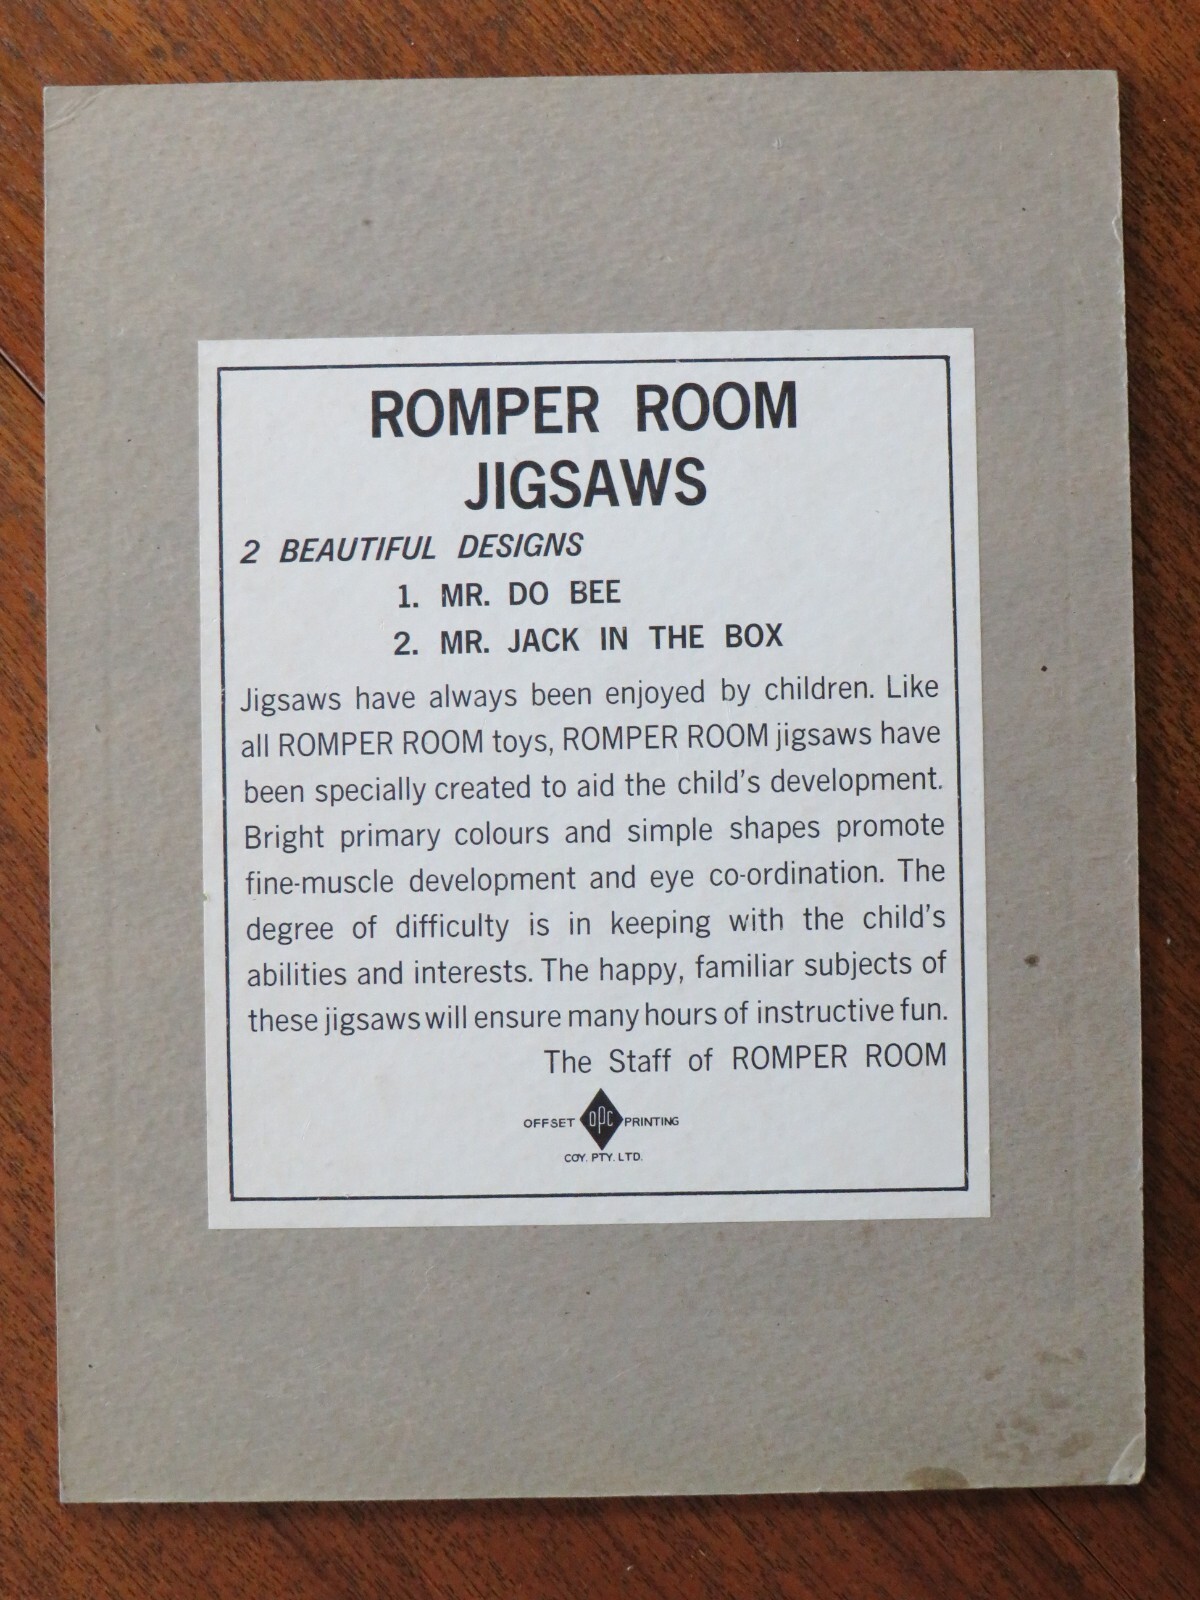 ROMPER ROOM
JIGSAWS
2 BEAUTIFUL DESIGNS
1. MR. DO BEE
2. MR. JACK IN THE BOX
Jigsaws have always been enjoyed by children. Like
all ROMPER ROOM toys, ROMPER ROOM jigsaws have
been specially created to aid the child's development.
Bright primary colours and simple shapes promote
fine-muscle development and eye co-ordination. The
degree of difficulty is in keeping with the child's
abilities and interests. The happy, familiar subjects of
these jigsaws will ensure many hours of instructive fun.
The Staff of ROMPER ROOM
OFFSET OPC PRINTING
COY. PTY. LTD.